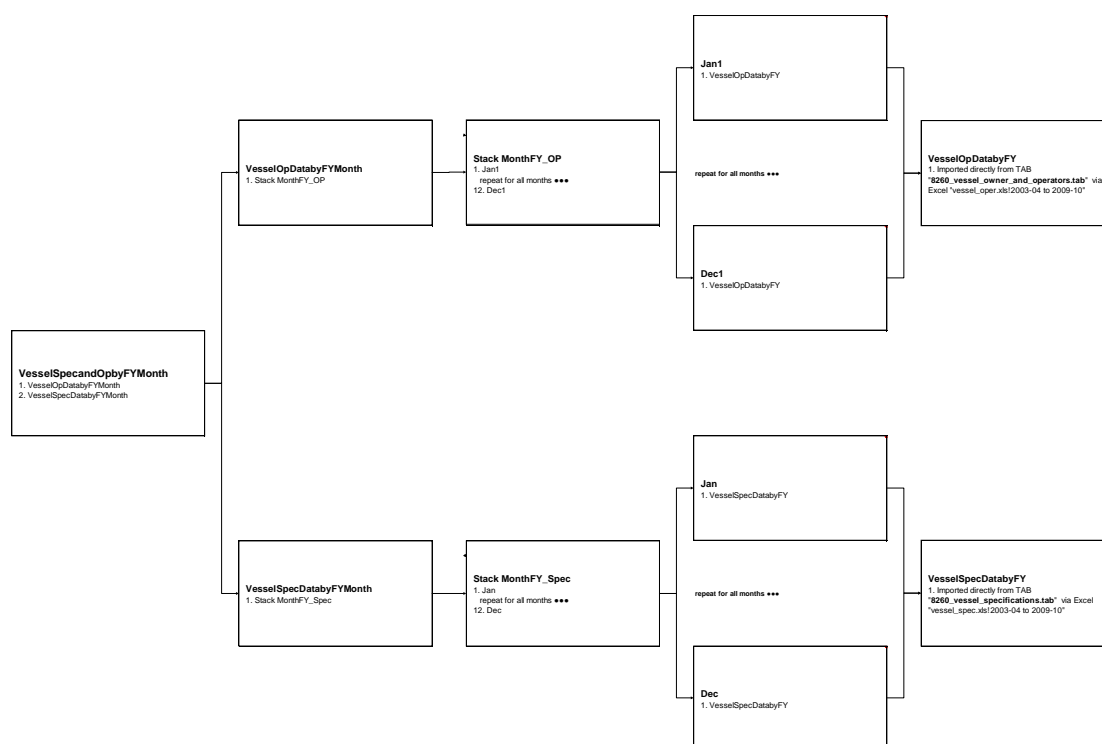 Jan1
1. VesselOpDatabyFY
VesselOpDatabyFYMonth
1. Stack MonthFY_OP
Stack MonthFY_OP
1. Jan1
repeat for all months •••
12. Dec1
repeat for all months •••
VesselOpDatabyFY
1. Imported directly from TAB
"8260_vessel_owner_and_operators.tab" via
Excel "vessel_oper.xls!2003-04 to 2009-10"
Dec1
1. VesselOpDatabyFY
VesselSpecandOpbyFYMonth
1. VesselOpDatabyFYMonth
2. VesselSpecDatabyFYMonth
Jan
1. VesselSpecDatabyFY
VesselSpecDatabyFYMonth
1. Stack MonthFY_Spec
Stack MonthFY_Spec
1. Jan
repeat for all months •••
12. Dec
repeat for all months •••
VesselSpecDatabyFY
1. Imported directly from TAB
"8260_vessel_specifications.tab" via Excel
"vessel_spec.xls!2003-04 to 2009-10"
Dec
1. VesselSpecDatabyFY